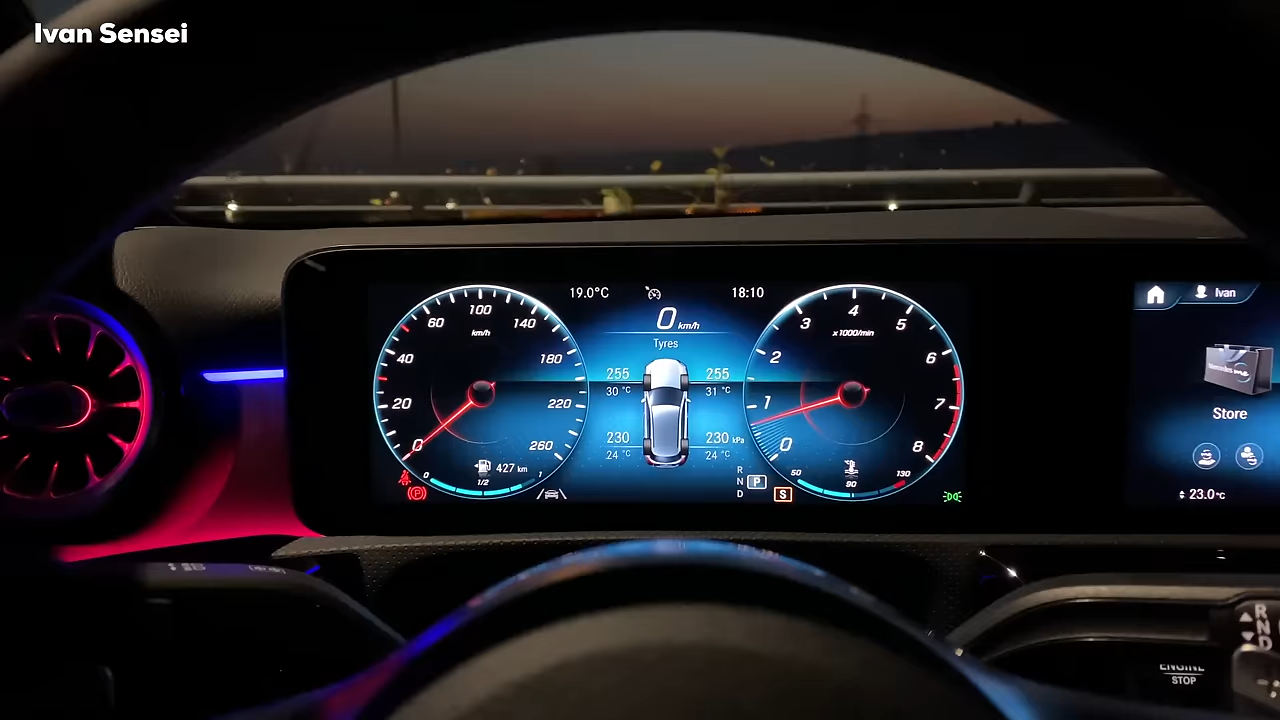 Ivan Sensei
19.0°C
18:10
0 km/h
Tyres
255
30 °C
255
31 °C
230
24 °C
230 kPa
24 °C
0
20
40
60
100
140
180
220
260
km/h
427 km
0
1/2
1
0
1
2
3
4
5
6
7
8
x1000/min
50
90
130
R
N
D
P
S
(P)
Ivan
Mercedes me
Store
23.0°C
R
N
D
ENGINE
STOP